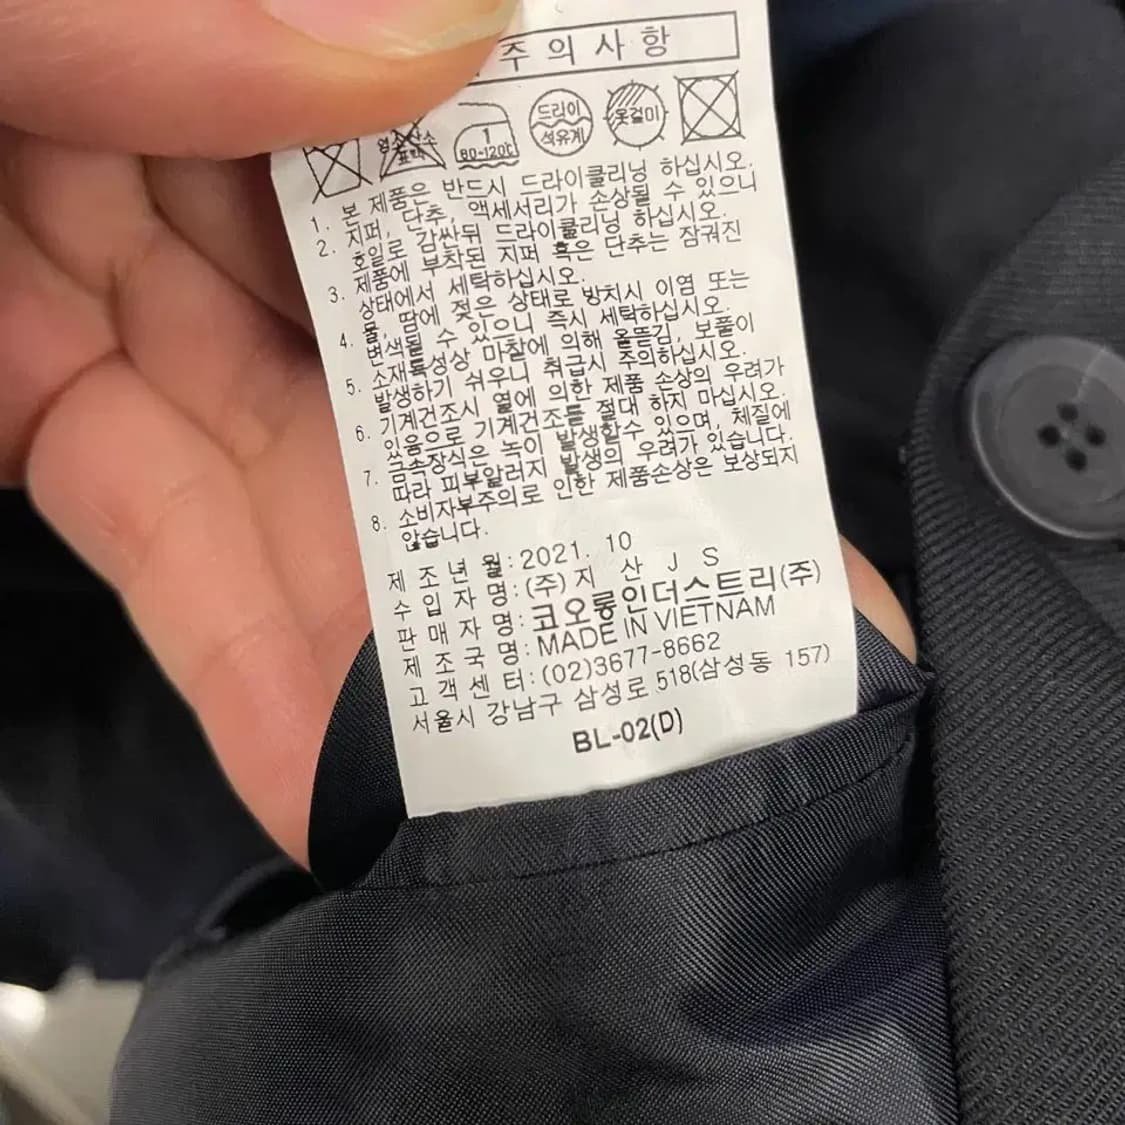 주의사항
염소산소
표백
1
80-120℃
드라이
석유계
옷걸이
1. 본 제품은 반드시 드라이클리닝 하십시오.
2. 지퍼, 단추, 액세서리가 손상될 수 있으니
호일로 감싼뒤 드라이클리닝 하십시오.
3. 제품에 부착된 지퍼 혹은 단추는 잠궈진
상태에서 세탁하십시오.
4. 물, 땀에 젖은 상태로 방치시 이염 또는
변색될 수 있으니 즉시 세탁하십시오.
5. 소재특성상 마찰에 의해 올뜯김, 보풀이
발생하기 쉬우니 취급시 주의하십시오.
6. 기계건조시 열에 의한 제품 손상의 우려가
있음으로 기계건조를 절대 하지 마십시오.
7. 금속장식은 녹이 발생할수 있으며, 체질에
따라 피부알러지 발생의 우려가 있습니다.
8. 소비자부주의로 인한 제품손상은 보상되지
않습니다.
제조년월: 2021. 10
수입자명: (주)지 산 J S
판매자명: 코오롱인더스트리(주)
제조국명: MADE IN VIETNAM
고객센터: (02)3677-8662
서울시 강남구 삼성로 518(삼성동 157)
BL-02(D)